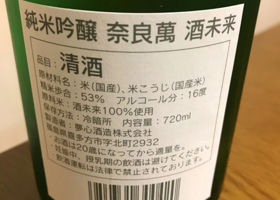 純米吟醸 奈良萬 酒未来
品目：清酒
原材料名：米(国産)、米こうじ(国産米)
精米歩合：53%　アルコール分：16度
原料米：酒未来100%使用
保存方法：冷暗所　内容量：720ml
製造者：夢心酒造株式会社
福島県喜多方市字北町2932
・お酒は20歳になってから適量を。
・妊娠中、授乳期の飲酒は避けてください。
飲酒運転は法律で禁止されております。